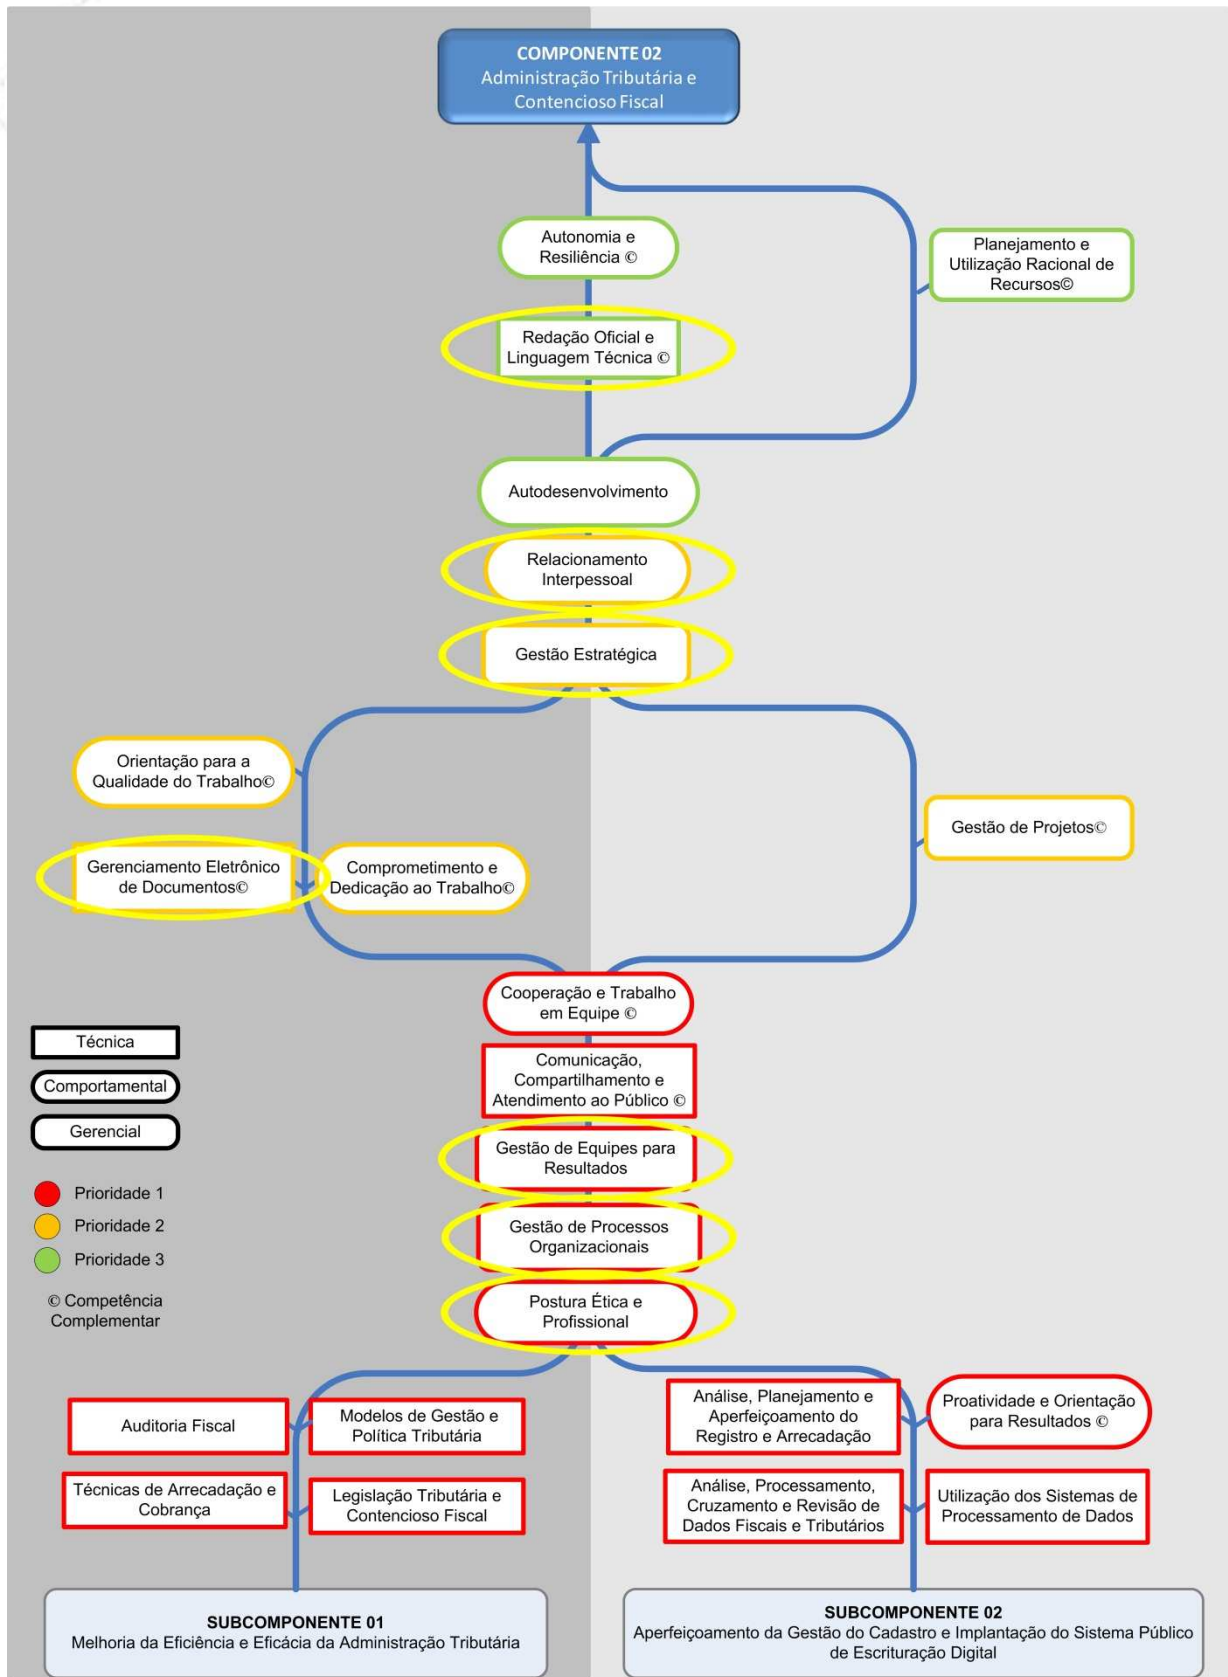 COMPONENTE 02
Administração Tributária e
Contencioso Fiscal
Autonomia e
Resiliência ©
Planejamento e
Utilização Racional de
Recursos©
Redação Oficial e
Linguagem Técnica ©
Autodesenvolvimento
Relacionamento
Interpessoal
Gestão Estratégica
Orientação para a
Qualidade do Trabalho©
Gestão de Projetos©
Gerenciamento Eletrônico
de Documentos©
Comprometimento e
Dedicação ao Trabalho©
Cooperação e Trabalho
em Equipe ©
Comunicação,
Compartilhamento e
Atendimento ao Público ©
Gestão de Equipes para
Resultados
Gestão de Processos
Organizacionais
Postura Ética e
Profissional
Técnica
Comportamental
Gerencial
Prioridade 1
Prioridade 2
Prioridade 3
© Competência
Complementar
Auditoria Fiscal
Modelos de Gestão e
Política Tributária
Técnicas de Arrecadação e
Cobrança
Legislação Tributária e
Contencioso Fiscal
Análise, Planejamento e
Aperfeiçoamento do
Registro e Arrecadação
Proatividade e Orientação
para Resultados ©
Análise, Processamento,
Cruzamento e Revisão de
Dados Fiscais e Tributários
Utilização dos Sistemas de
Processamento de Dados
SUBCOMPONENTE 01
Melhoria da Eficiência e Eficácia da Administração Tributária
SUBCOMPONENTE 02
Aperfeiçoamento da Gestão do Cadastro e Implantação do Sistema Público
de Escrituração Digital